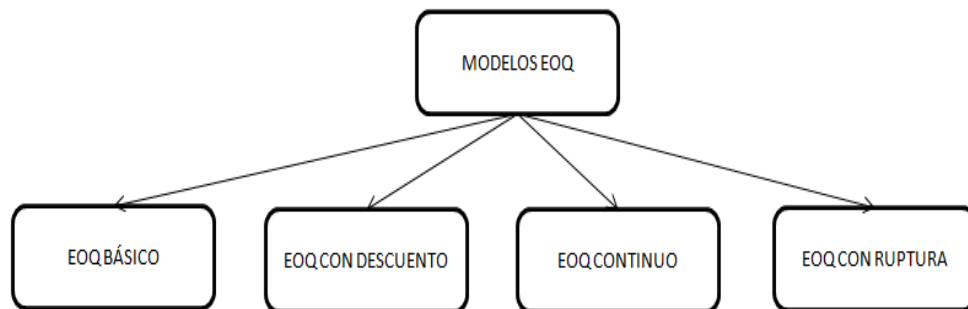 MODELOS EOQ
EOQ BÁSICO
EOQ CON DESCUENTO
EOQ CONTINUO
EOQ CON RUPTURA